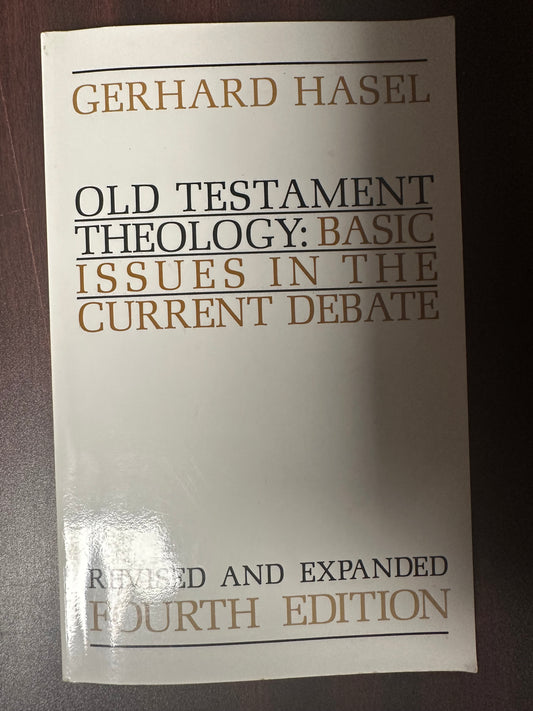 GERHARD HASEL
OLD TESTAMENT
THEOLOGY: BASIC
ISSUES IN THE
CURRENT DEBATE
REVISED AND EXPANDED
FOURTH EDITION